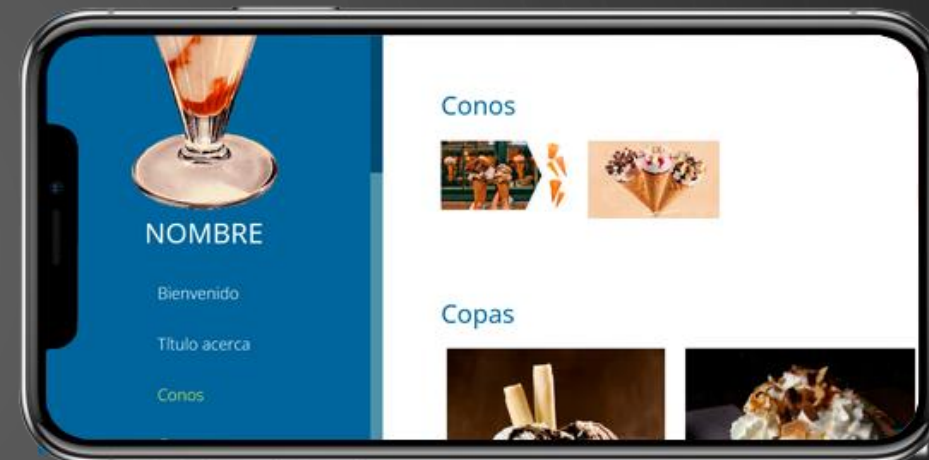 NOMBRE
Bienvenido
Título acerca
Conos
Conos
Copas